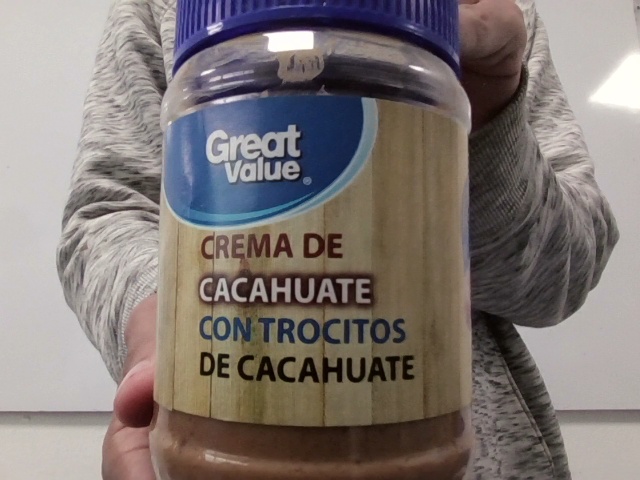 Great
Value®
CREMA DE
CACAHUATE
CON TROCITOS
DE CACAHUATE